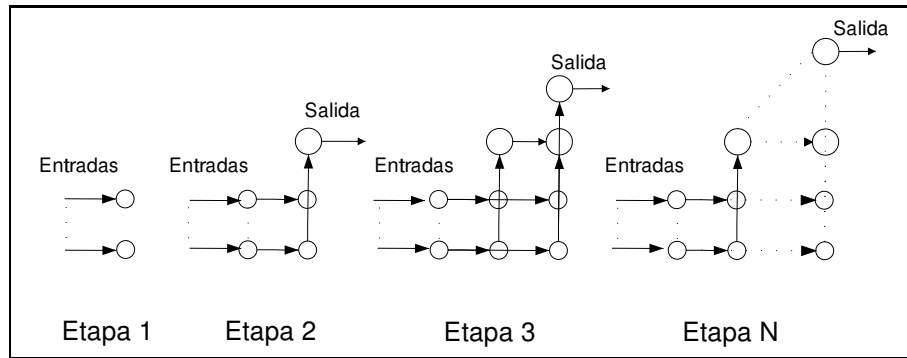 Salida
Salida
Salida
Entradas
Entradas
Entradas
Entradas
Etapa 1
Etapa 2
Etapa 3
Etapa N